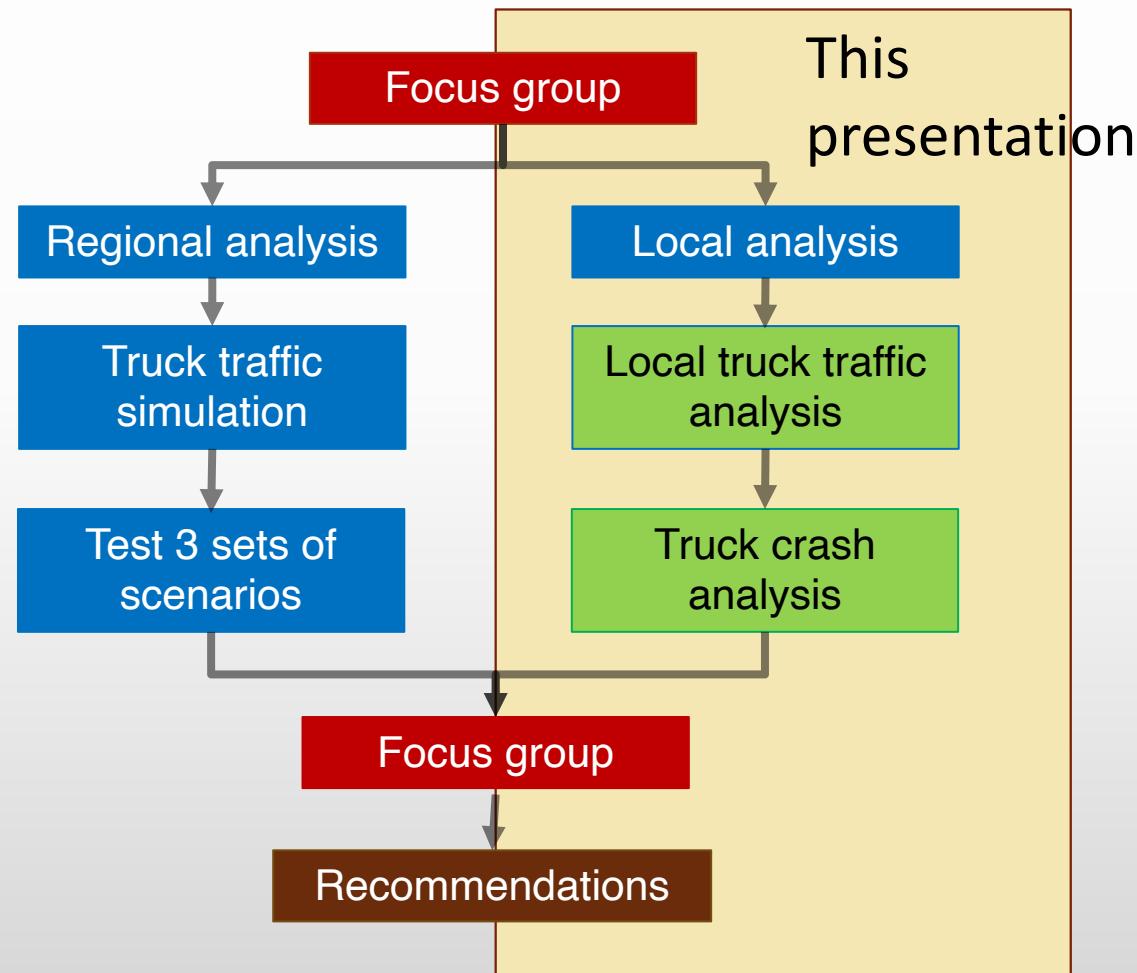 This
presentation
Focus group
Regional analysis
Local analysis
Truck traffic
simulation
Local truck traffic
analysis
Test 3 sets of
scenarios
Truck crash
analysis
Focus group
Recommendations